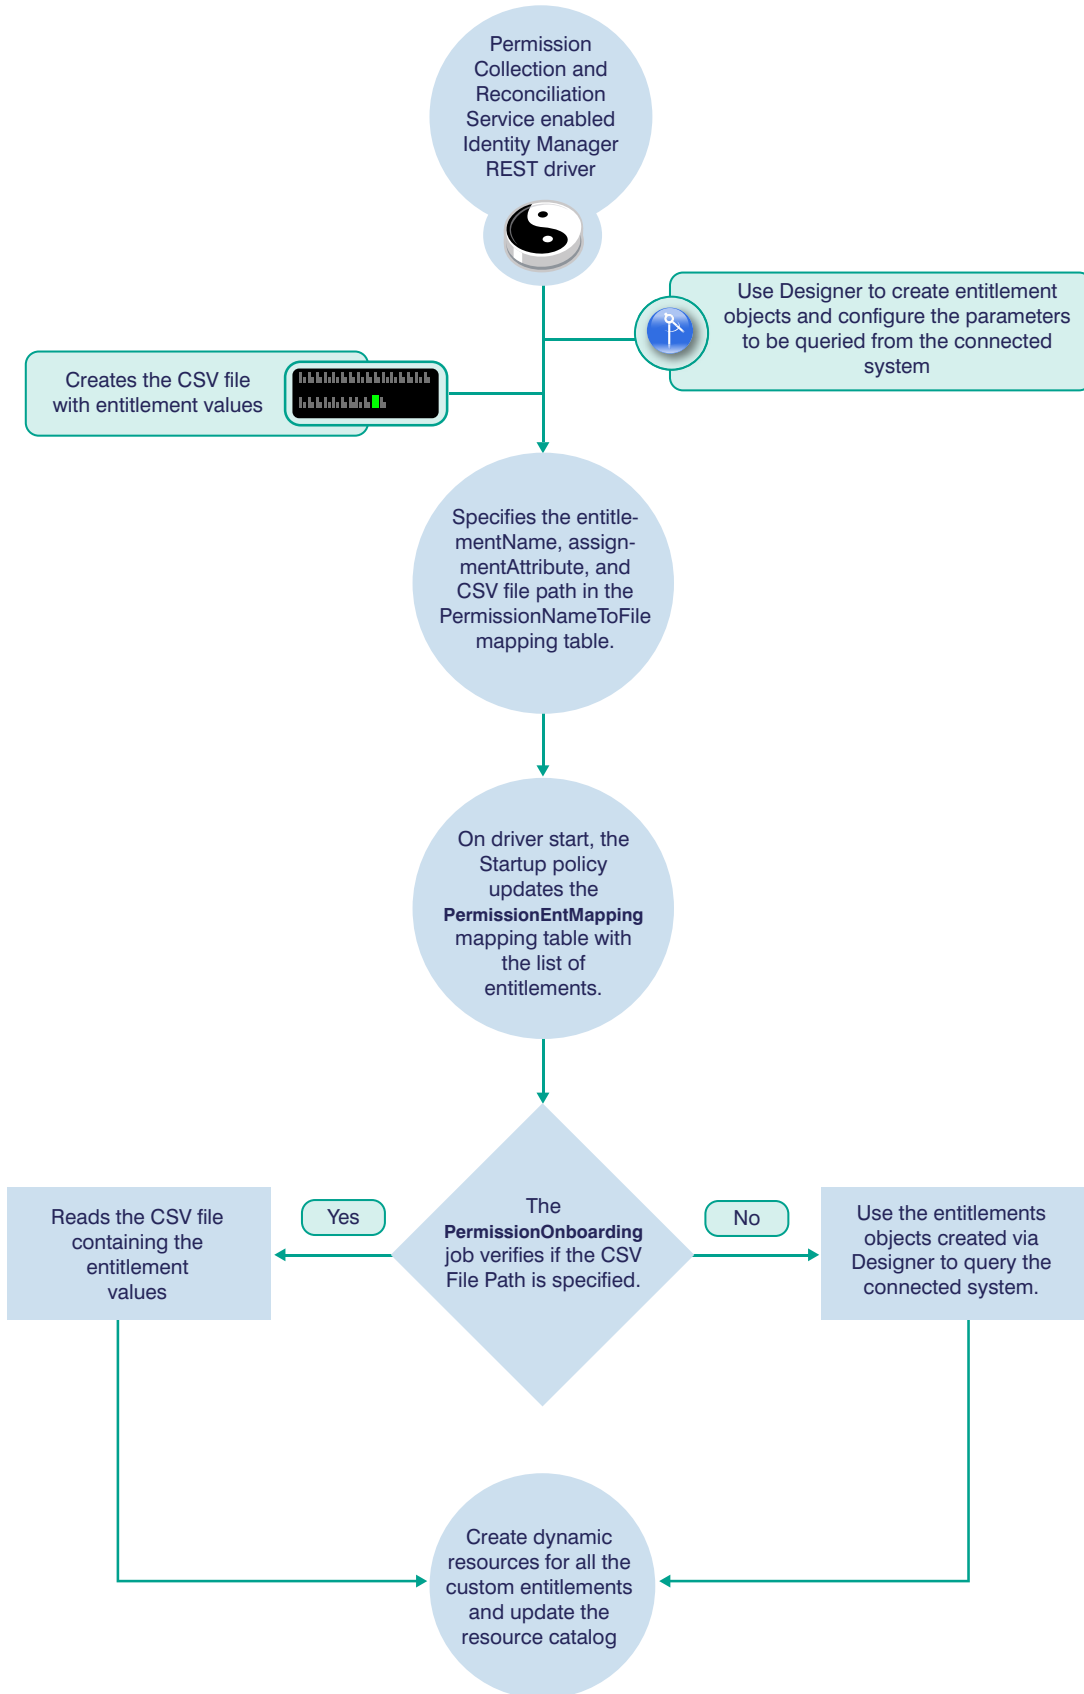 Permission
Collection and
Reconciliation
Service enabled
Identity Manager
REST driver
Use Designer to create entitlement
objects and configure the parameters
to be queried from the connected
system
Creates the CSV file
with entitlement values
Specifies the entitle-
mentName, assign-
mentAttribute, and
CSV file path in the
PermissionNameToFile
mapping table.
On driver start, the
Startup policy
updates the
PermissionEntMapping
mapping table with
the list of
entitlements.
The
PermissionOnboarding
job verifies if the CSV
File Path is specified.
Yes
No
Reads the CSV file
containing the
entitlement
values
Use the entitlements
objects created via
Designer to query the
connected system.
Create dynamic
resources for all the
custom entitlements
and update the
resource catalog